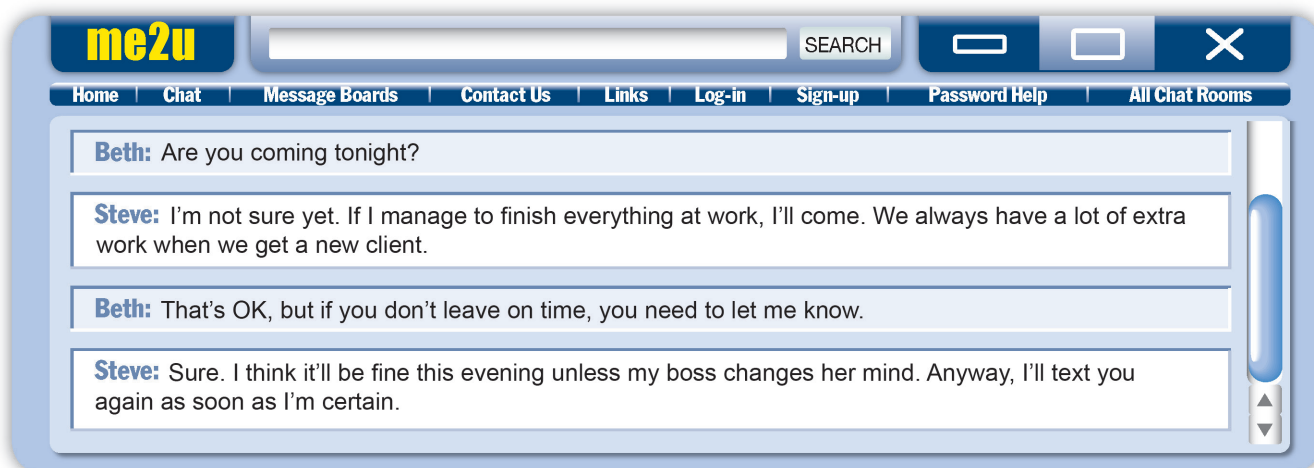 me2u
SEARCH
Home Chat Message Boards Contact Us Links Log-in Sign-up Password Help All Chat Rooms
Beth: Are you coming tonight?
Steve: I’m not sure yet. If I manage to finish everything at work, I’ll come. We always have a lot of extra
work when we get a new client.
Beth: That’s OK, but if you don’t leave on time, you need to let me know.
Steve: Sure. I think it’ll be fine this evening unless my boss changes her mind. Anyway, I’ll text you
again as soon as I’m certain.